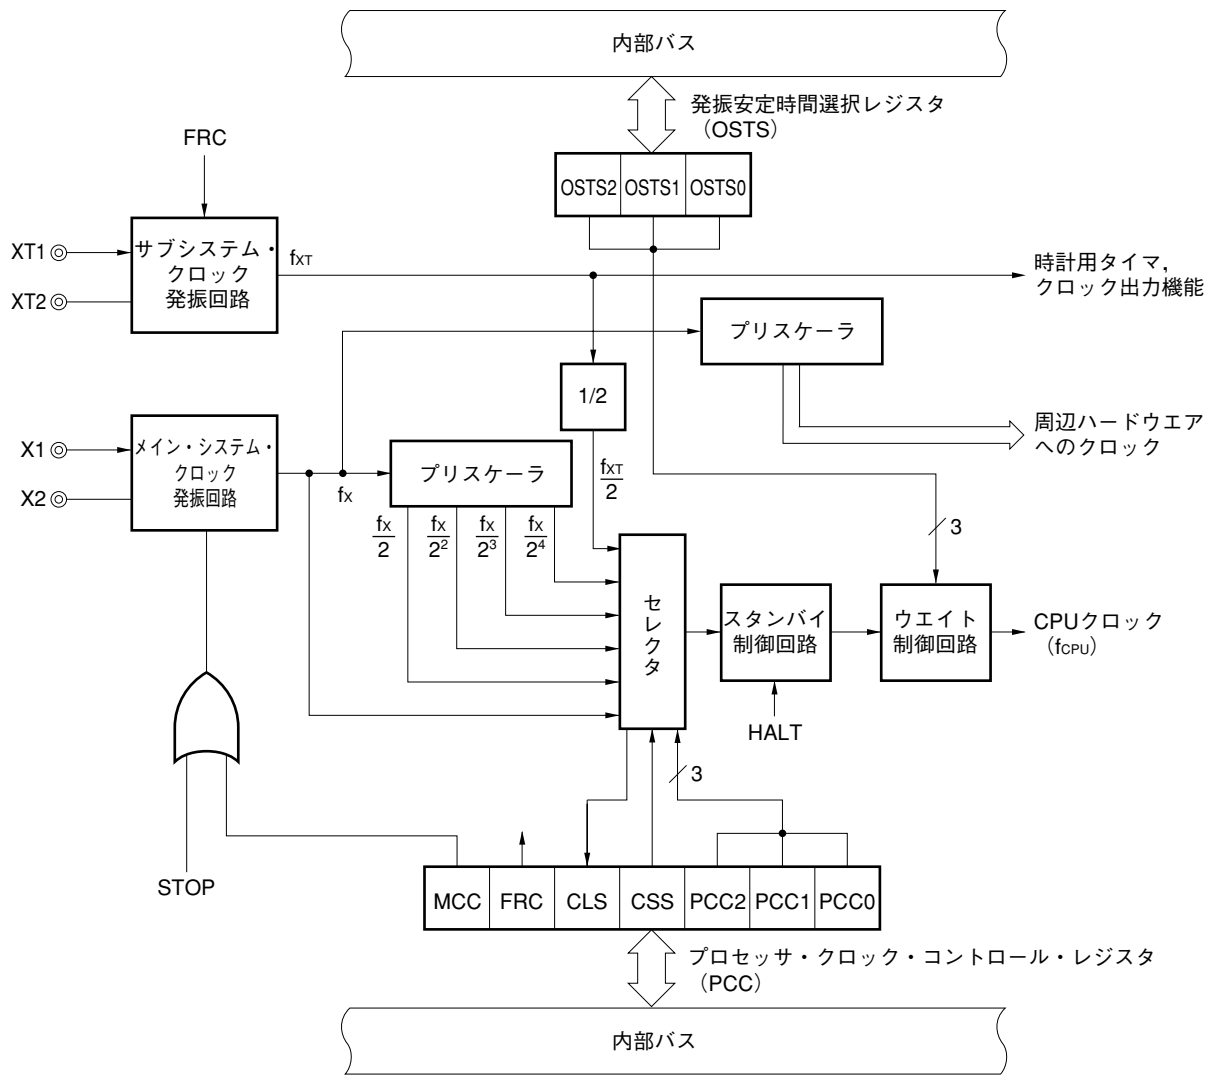 内部バス
発振安定時間選択レジスタ
（OSTS）
FRC
OSTS2 OSTS1 OSTS0
XT1
XT2
サブシステム・
クロック
発振回路
fXT
時計用タイマ，
クロック出力機能
プリスケーラ
1/2
X1
X2
メイン・システム・
クロック
発振回路
fX
プリスケーラ
fXT/2
周辺ハードウエア
へのクロック
fX/2 fX/2² fX/2³ fX/2⁴
3
セレクタ
スタンバイ
制御回路
ウエイト
制御回路
CPUクロック
（fCPU）
HALT
3
STOP
MCC FRC CLS CSS PCC2 PCC1 PCC0
プロセッサ・クロック・コントロール・レジスタ
（PCC）
内部バス